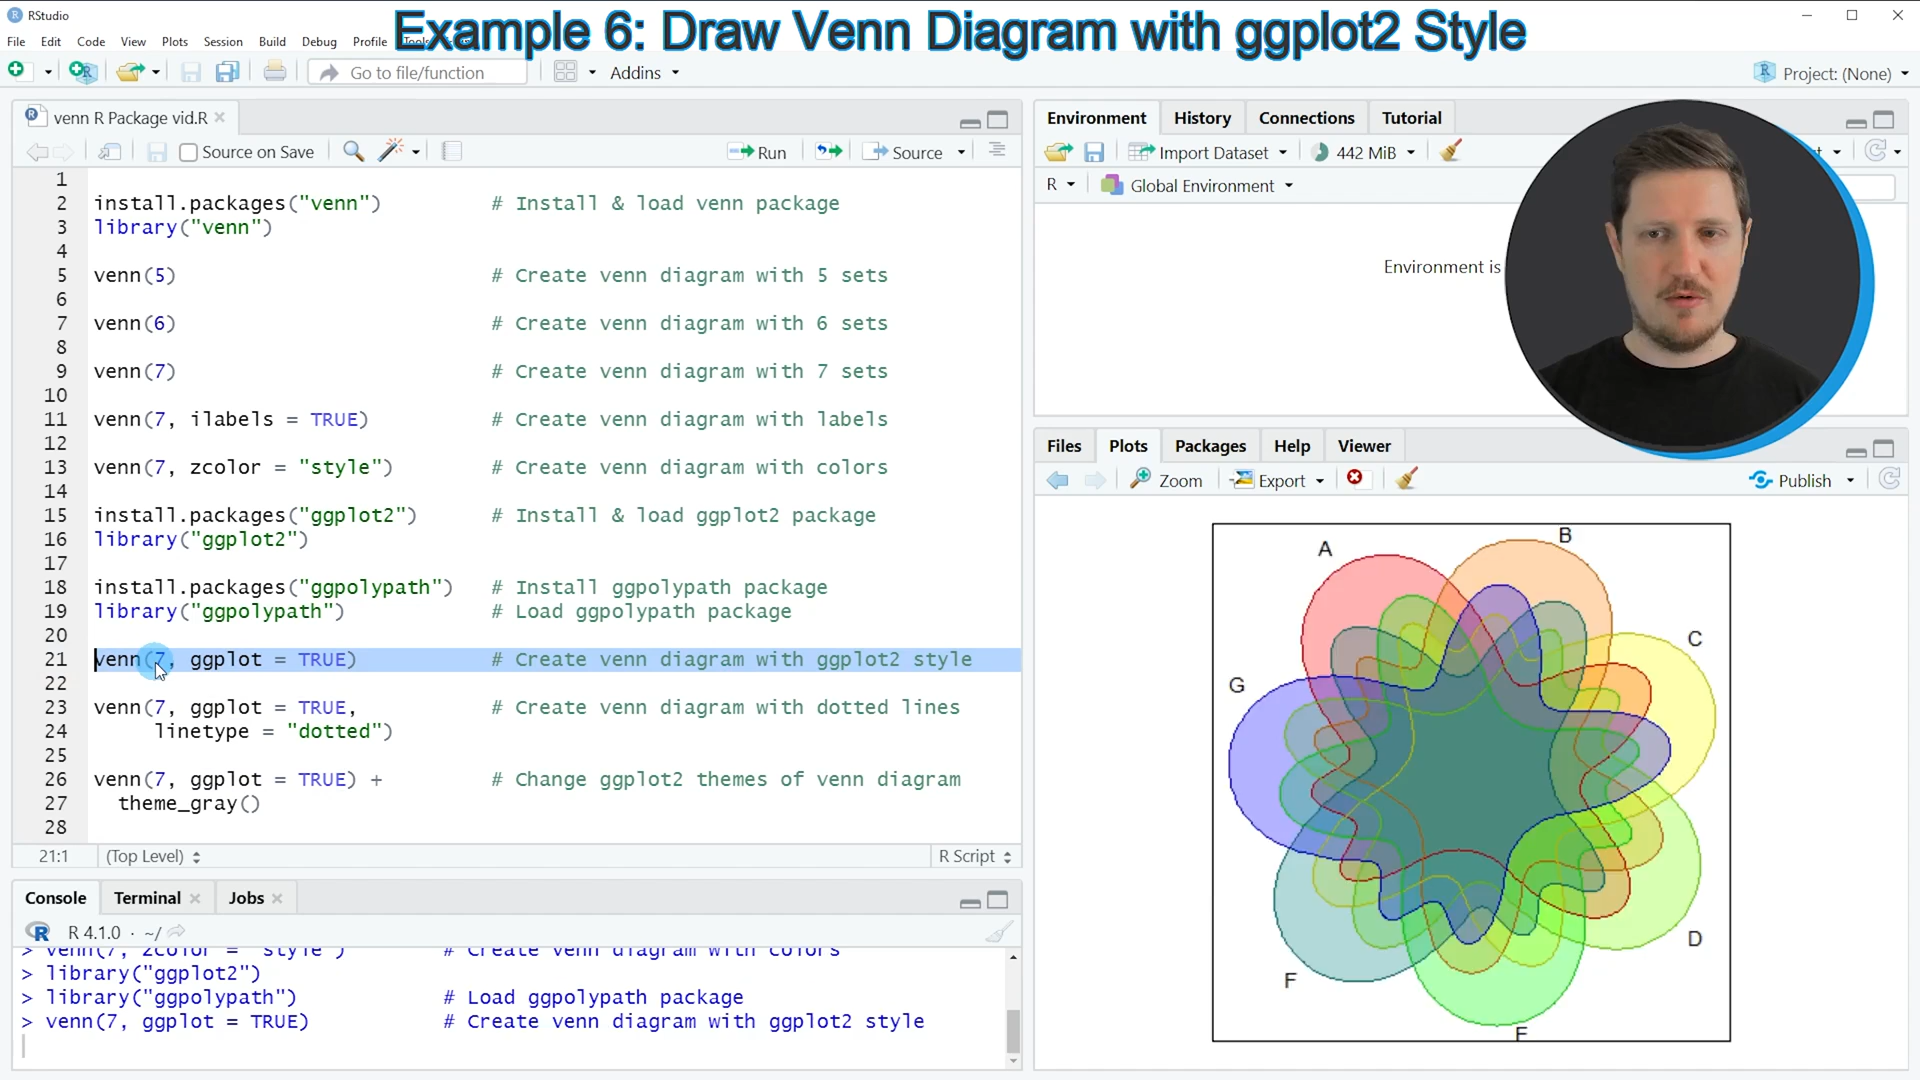 RStudio
Example 6: Draw Venn Diagram with ggplot2 Style
File Edit Code View Plots Session Build Debug Profile
Go to file/function
Addins
Project: (None)
venn R Package vid.R
Source on Save
Run
Source
1
2 install.packages("venn") # Install & load venn package
3 library("venn")
4
5 venn(5) # Create venn diagram with 5 sets
6
7 venn(6) # Create venn diagram with 6 sets
8
9 venn(7) # Create venn diagram with 7 sets
10
11 venn(7, ilabels = TRUE) # Create venn diagram with labels
12
13 venn(7, zcolor = "style") # Create venn diagram with colors
14
15 install.packages("ggplot2") # Install & load ggplot2 package
16 library("ggplot2")
17
18 install.packages("ggpolypath") # Install ggpolypath package
19 library("ggpolypath") # Load ggpolypath package
20
21 venn(7, ggplot = TRUE) # Create venn diagram with ggplot2 style
22
23 venn(7, ggplot = TRUE, # Create venn diagram with dotted lines
24 linetype = "dotted")
25
26 venn(7, ggplot = TRUE) + # Change ggplot2 themes of venn diagram
27 theme_gray()
28
21:1 (Top Level) R Script
Console Terminal Jobs
R 4.1.0 · ~/
> venn(7, zcolor = "style") # Create venn diagram with colors
> library("ggplot2")
> library("ggpolypath") # Load ggpolypath package
> venn(7, ggplot = TRUE) # Create venn diagram with ggplot2 style
Environment History Connections Tutorial
Import Dataset 442 MiB
R Global Environment
Environment is
Files Plots Packages Help Viewer
Zoom Export Publish
A
B
C
G
D
F
E